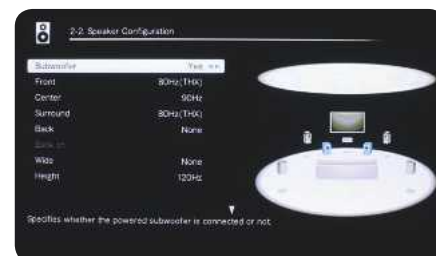 2-2. Speaker Configuration
Subwoofer Yes
Front 80Hz(THX)
Center 90Hz
Surround 80Hz(THX)
Back None
Wide None
Height 120Hz
Specifies whether the powered subwoofer is connected or not.